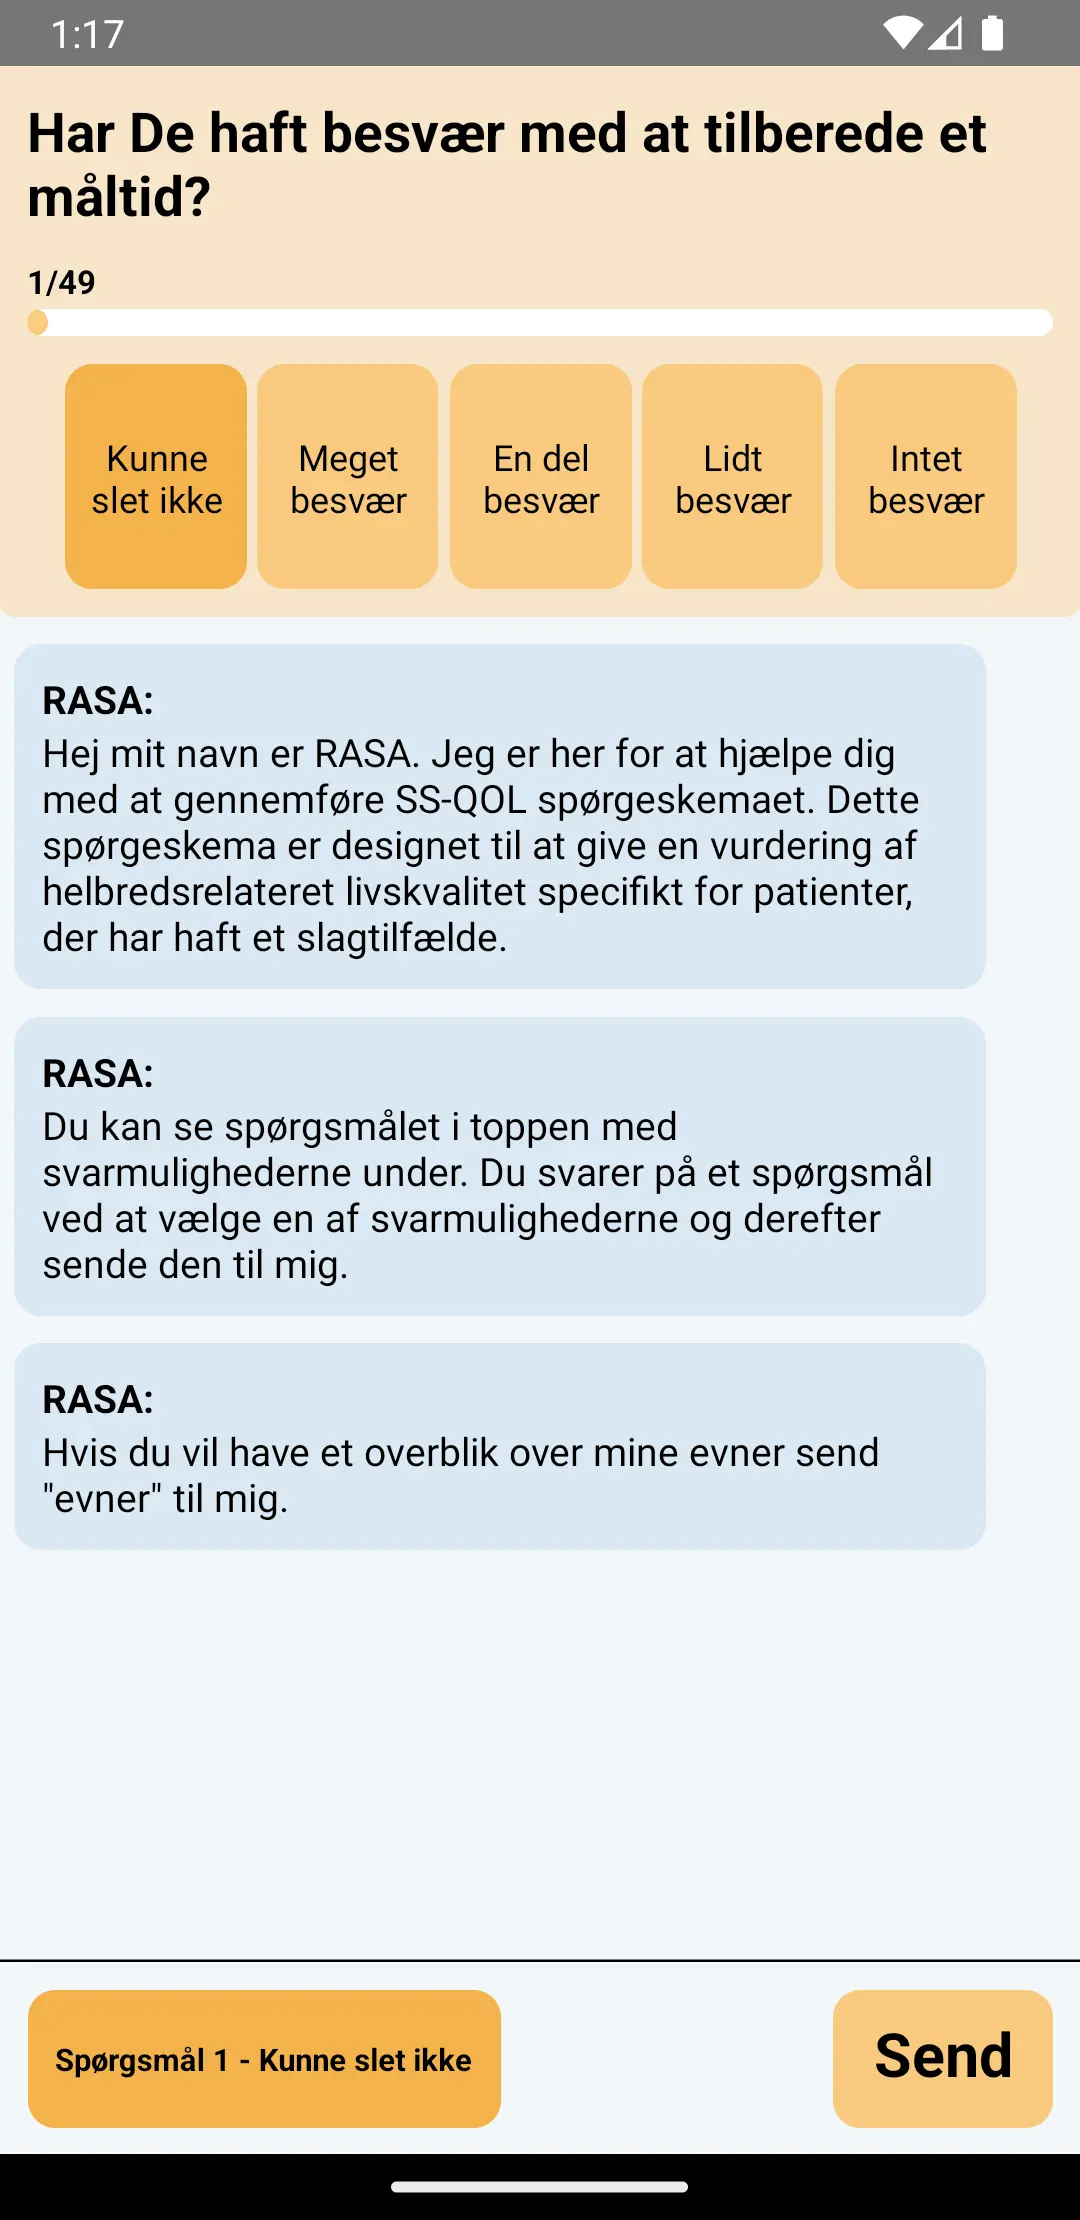 1:17
Har De haft besvær med at tilberede et
måltid?
1/49
Kunne
slet ikke
Meget
besvær
En del
besvær
Lidt
besvær
Intet
besvær
RASA:
Hej mit navn er RASA. Jeg er her for at hjælpe dig
med at gennemføre SS-QOL spørgeskemaet. Dette
spørgeskema er designet til at give en vurdering af
helbredsrelateret livskvalitet specifikt for patienter,
der har haft et slagtilfælde.
RASA:
Du kan se spørgsmålet i toppen med
svarmulighederne under. Du svarer på et spørgsmål
ved at vælge en af svarmulighederne og derefter
sende den til mig.
RASA:
Hvis du vil have et overblik over mine evner send
"evner" til mig.
Spørgsmål 1 - Kunne slet ikke
Send